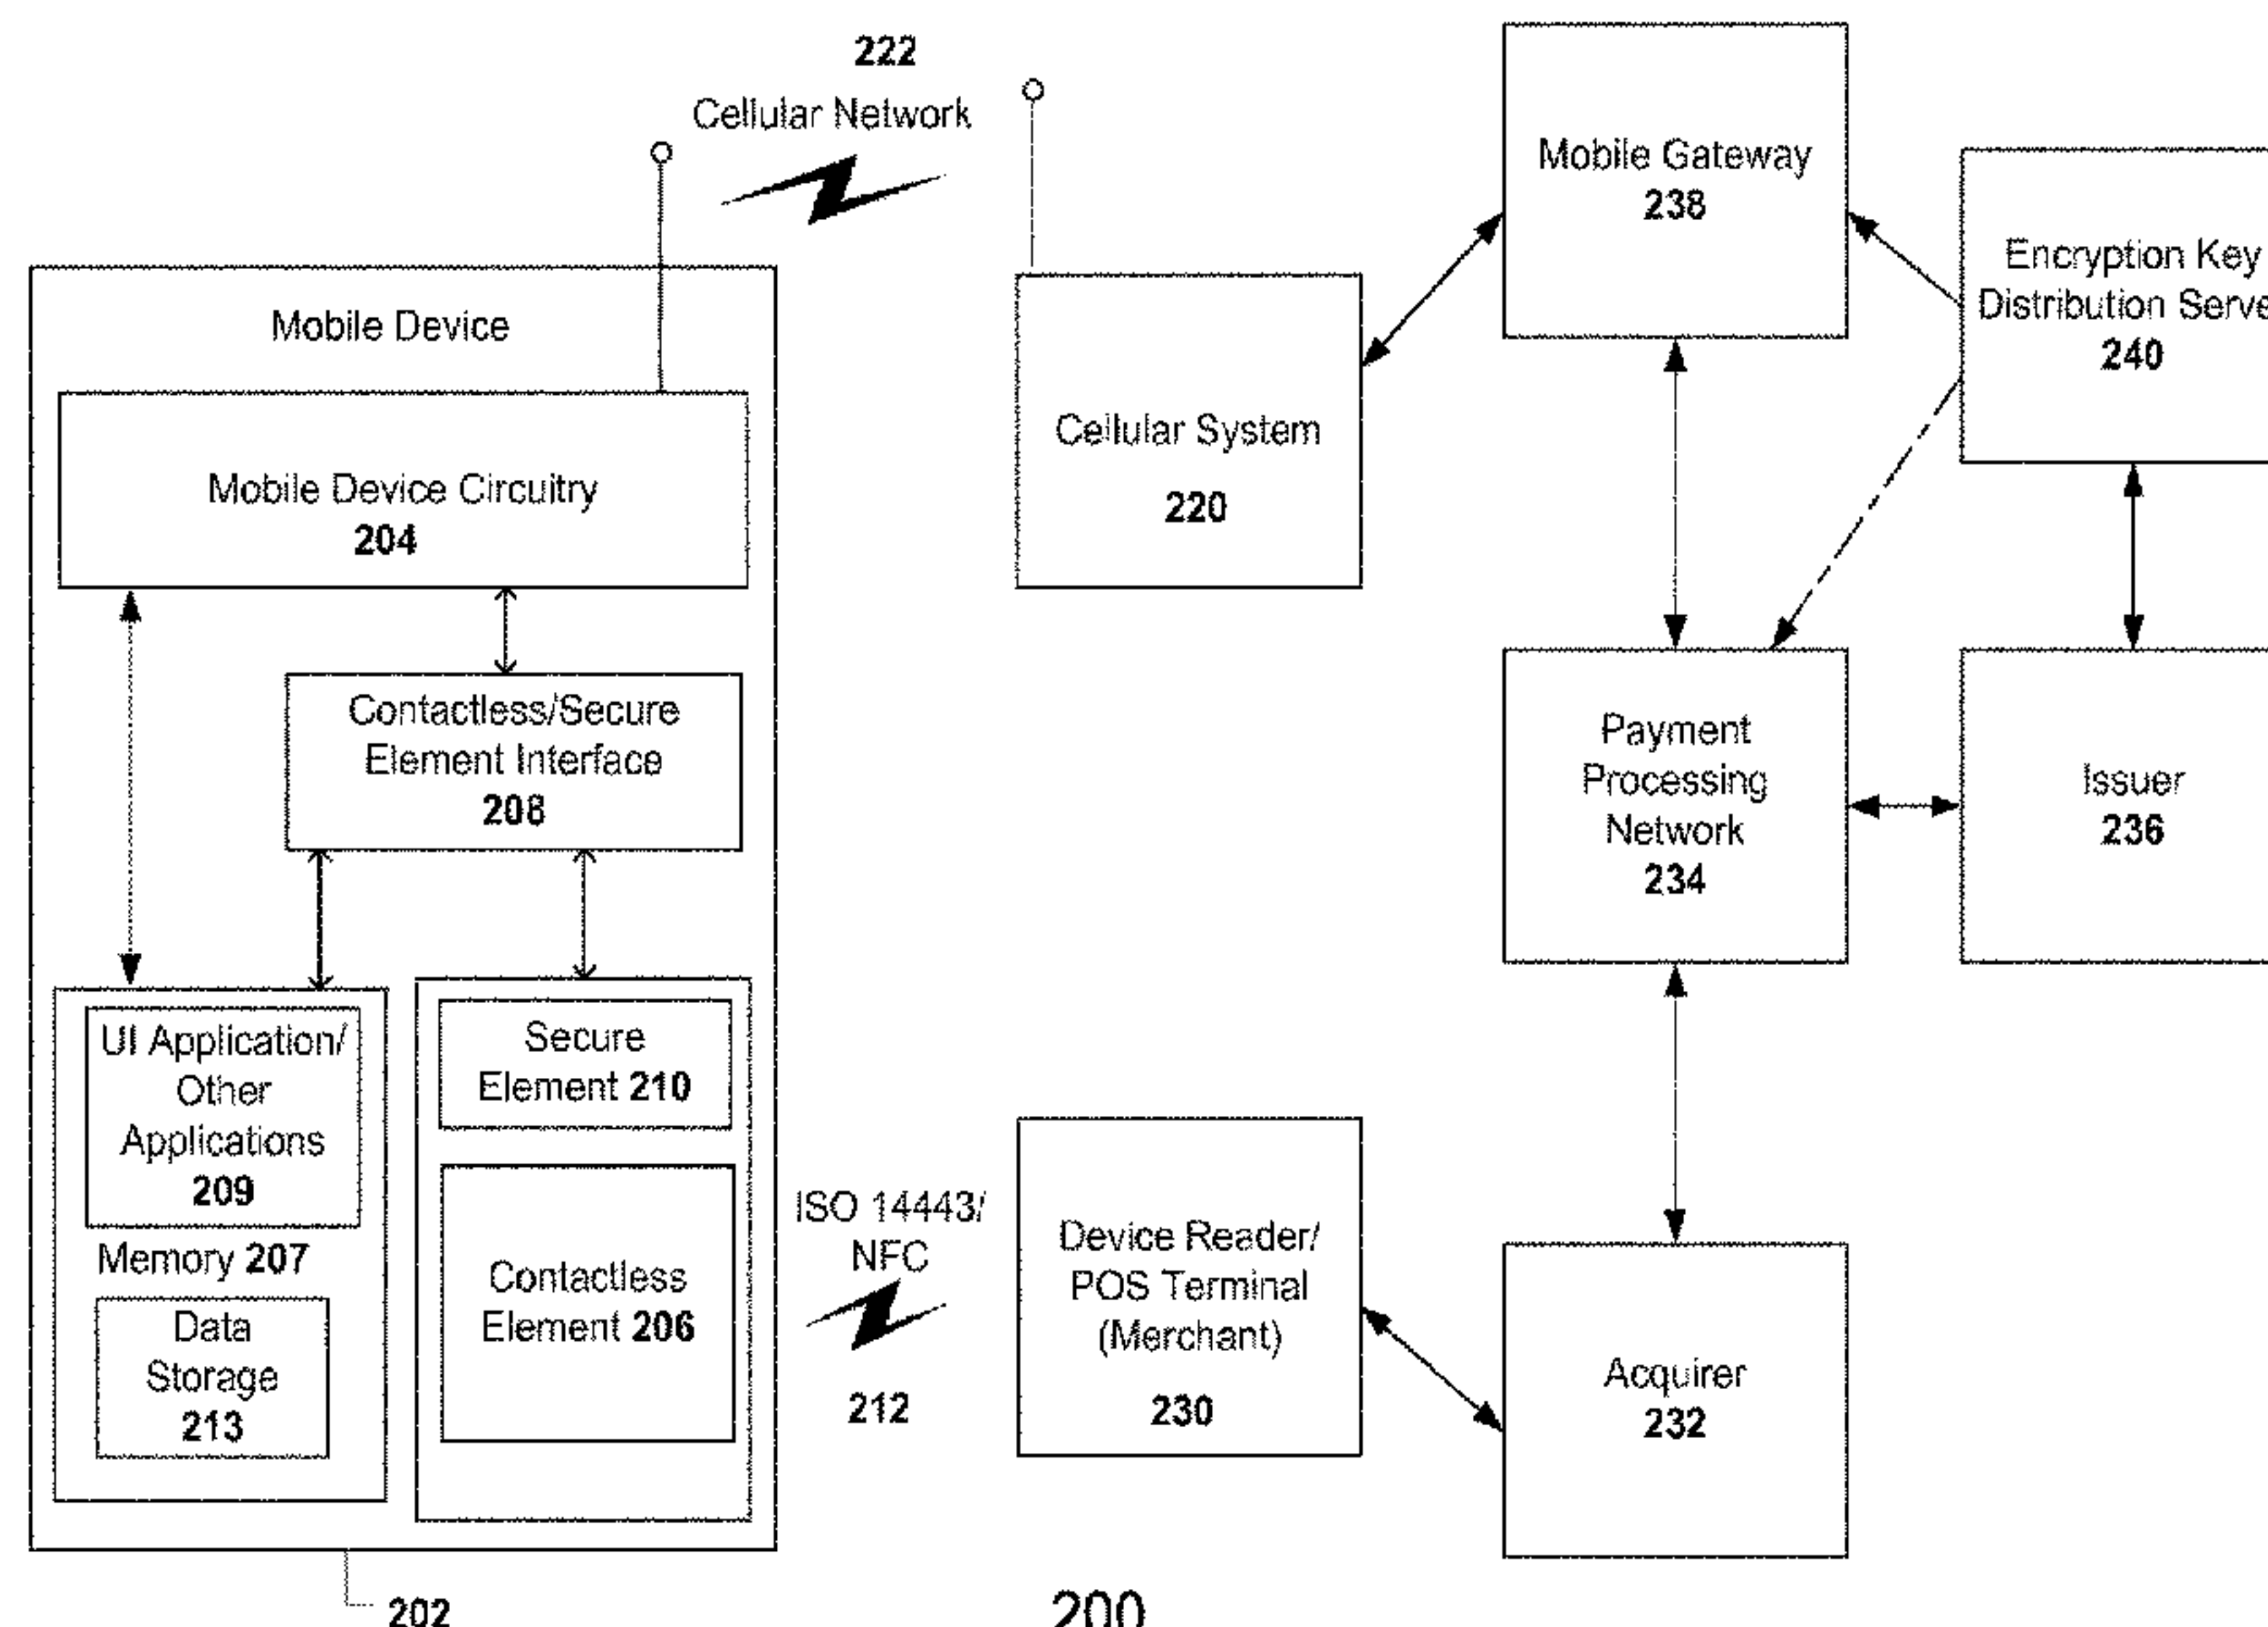 222
Cellular Network
Mobile Gateway
238
Encryption Key
Distribution Serve
240
Mobile Device
Mobile Device Circuitry
204
Cellular System
220
Contactless/Secure
Element Interface
208
Payment
Processing
Network
234
Issuer
236
UI Application/
Other
Applications
209
Memory 207
Data
Storage
213
Secure
Element 210
Contactless
Element 206
ISO 14443/
NFC
212
Device Reader/
POS Terminal
(Merchant)
230
Acquirer
232
202
200